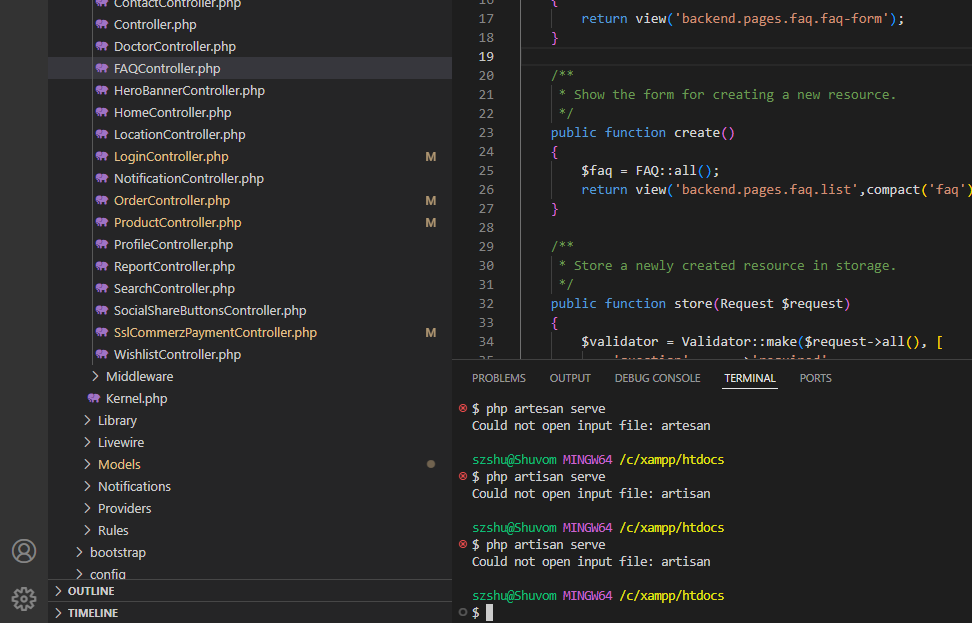 ContactController.php
Controller.php
DoctorController.php
FAQController.php
HeroBannerController.php
HomeController.php
LocationController.php
LoginController.php M
NotificationController.php
OrderController.php M
ProductController.php M
ProfileController.php
ReportController.php
SearchController.php
SocialShareButtonsController.php
SslCommerzPaymentController.php M
WishlistController.php
Middleware
Kernel.php
Library
Livewire
Models
Notifications
Providers
Rules
bootstrap
config
OUTLINE
TIMELINE
16 {
17 return view('backend.pages.faq.faq-form');
18 }
19
20 /**
21 * Show the form for creating a new resource.
22 */
23 public function create()
24 {
25 $faq = FAQ::all();
26 return view('backend.pages.faq.list',compact('faq')
27 }
28
29 /**
30 * Store a newly created resource in storage.
31 */
32 public function store(Request $request)
33 {
34 $validator = Validator::make($request->all(), [
35 'question' => 'required'
PROBLEMS OUTPUT DEBUG CONSOLE TERMINAL PORTS
$ php artesan serve
Could not open input file: artesan
szshu@Shuvom MINGW64 /c/xampp/htdocs
$ php artisan serve
Could not open input file: artisan
szshu@Shuvom MINGW64 /c/xampp/htdocs
$ php artisan serve
Could not open input file: artisan
szshu@Shuvom MINGW64 /c/xampp/htdocs
$